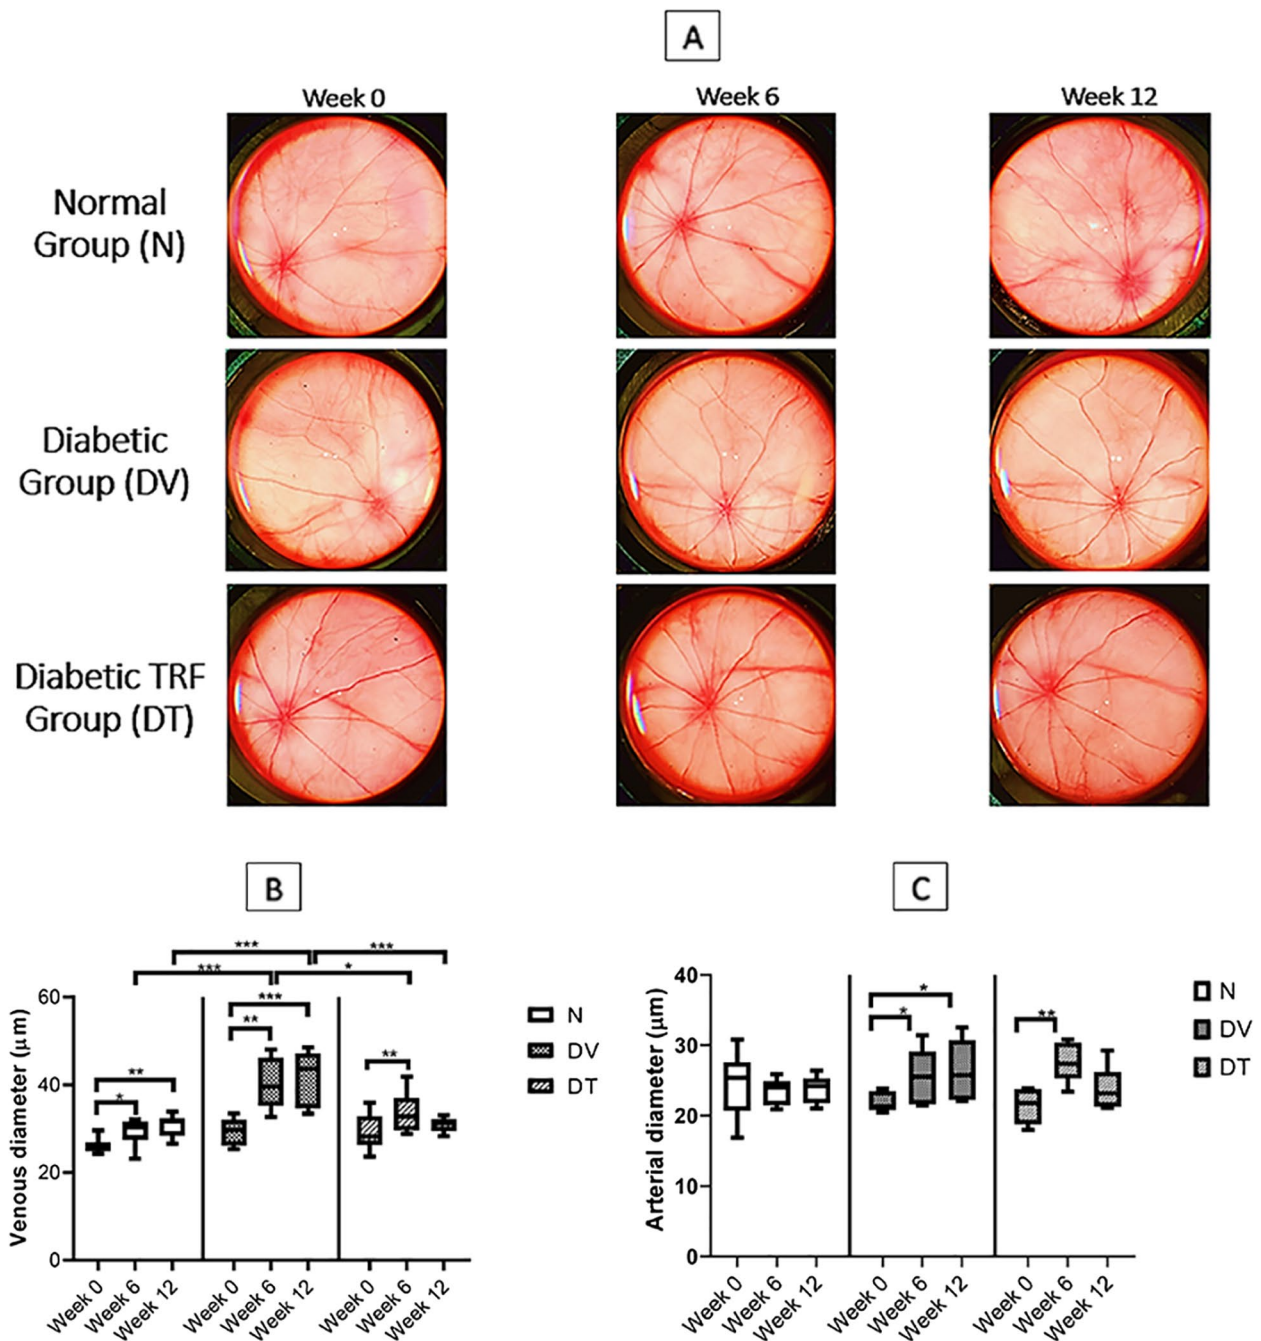 A
Week 0
Week 6
Week 12
Normal
Group (N)
Diabetic
Group (DV)
Diabetic TRF
Group (DT)
B
***
***
***
*
***
**
**
**
*
Venous diameter (μm)
60
40
20
0
Week 0
Week 6
Week 12
Week 0
Week 6
Week 12
Week 0
Week 6
Week 12
N
DV
DT
C
*
*
**
Arterial diameter (μm)
40
30
20
10
0
Week 0
Week 6
Week 12
Week 0
Week 6
Week 12
Week 0
Week 6
Week 12
N
DV
DT